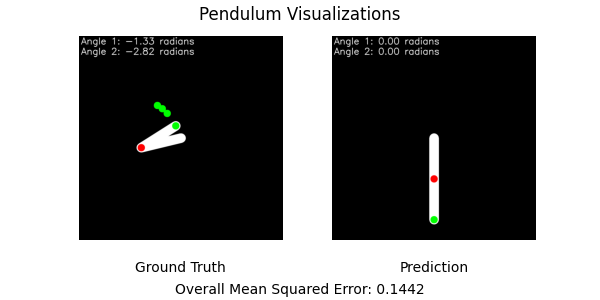 Pendulum Visualizations
Angle 1: -1.33 radians
Angle 2: -2.82 radians
Angle 1: 0.00 radians
Angle 2: 0.00 radians
Ground Truth
Prediction
Overall Mean Squared Error: 0.1442